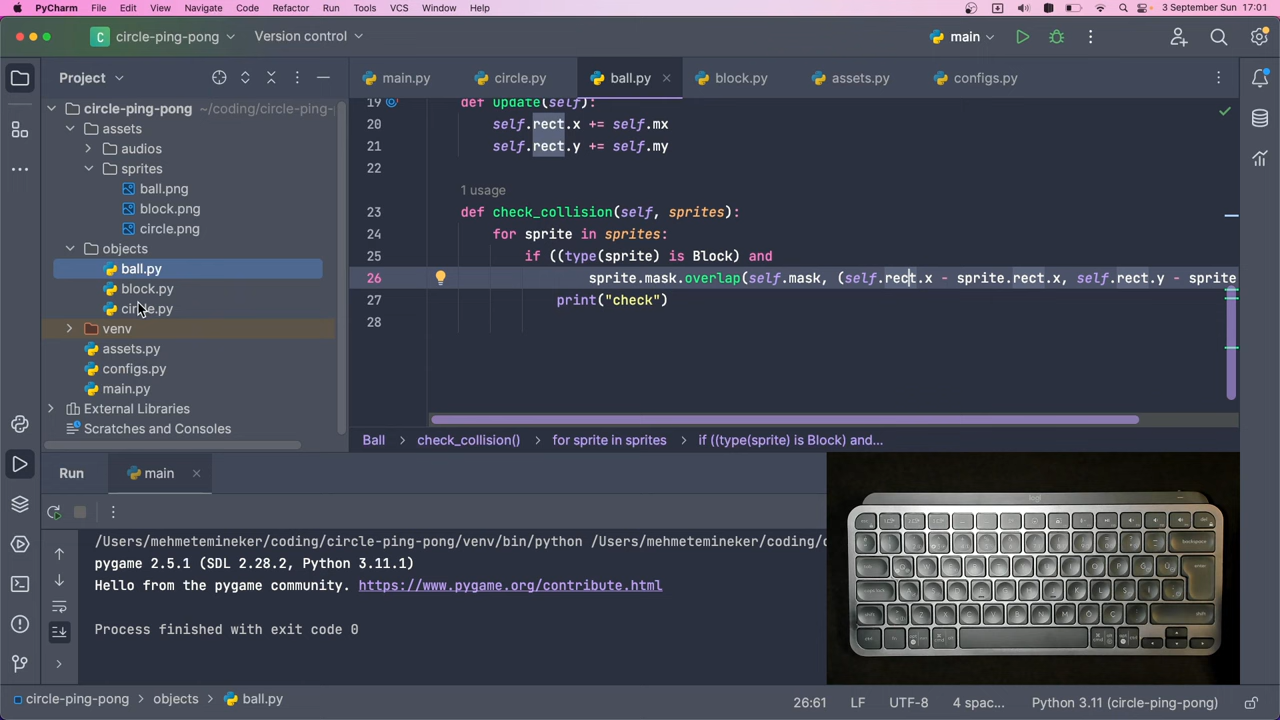 PyCharm File Edit View Navigate Code Refactor Run Tools VCS Window Help 3 September Sun 17:01
C circle-ping-pong Version control main
Project
main.py circle.py ball.py block.py assets.py configs.py
circle-ping-pong ~/coding/circle-ping-
assets
audios
sprites
ball.png
block.png
circle.png
objects
ball.py
block.py
circle.py
venv
assets.py
configs.py
main.py
External Libraries
Scratches and Consoles
19 def update(self):
20 self.rect.x += self.mx
21 self.rect.y += self.my
22
1 usage
23 def check_collision(self, sprites):
24 for sprite in sprites:
25 if ((type(sprite) is Block) and
26 sprite.mask.overlap(self.mask, (self.rect.x - sprite.rect.x, self.rect.y - sprite
27 print("check")
28
Ball check_collision() for sprite in sprites if ((type(sprite) is Block) and...
Run main
/Users/mehmetemineker/coding/circle-ping-pong/venv/bin/python /Users/mehmetemineker/coding/c
pygame 2.5.1 (SDL 2.28.2, Python 3.11.1)
Hello from the pygame community. https://www.pygame.org/contribute.html
Process finished with exit code 0
logi
circle-ping-pong objects ball.py 26:61 LF UTF-8 4 spac... Python 3.11 (circle-ping-pong)